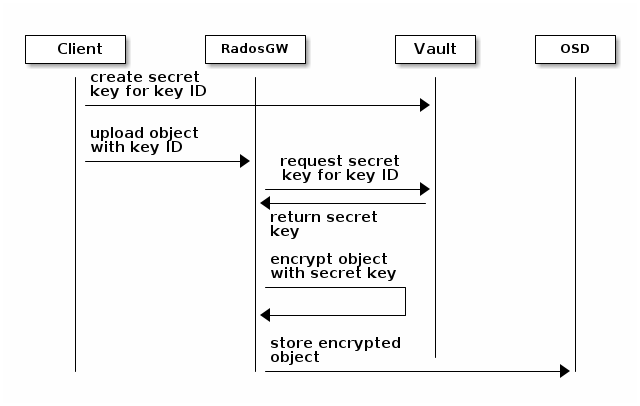 Client
RadosGW
Vault
OSD
create secret
key for key ID
upload object
with key ID
request secret
key for key ID
return secret
key
encrypt object
with secret key
store encrypted
object